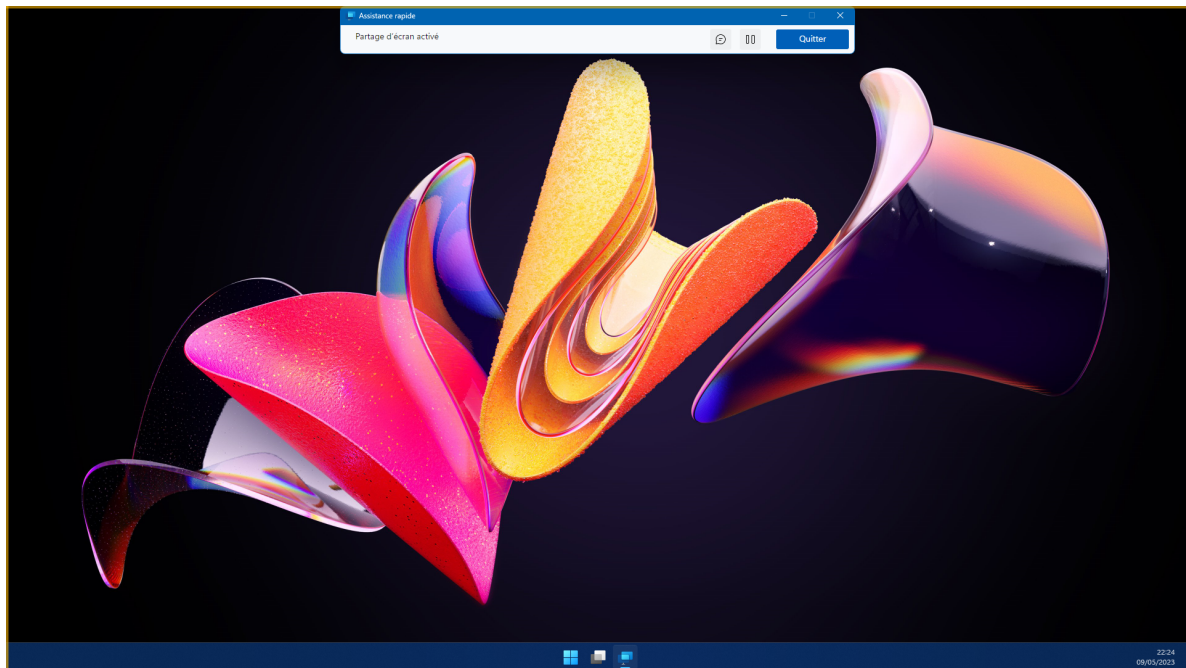 Assistance rapide
Partage d'écran activé
Quitter
22:24
09/05/2023